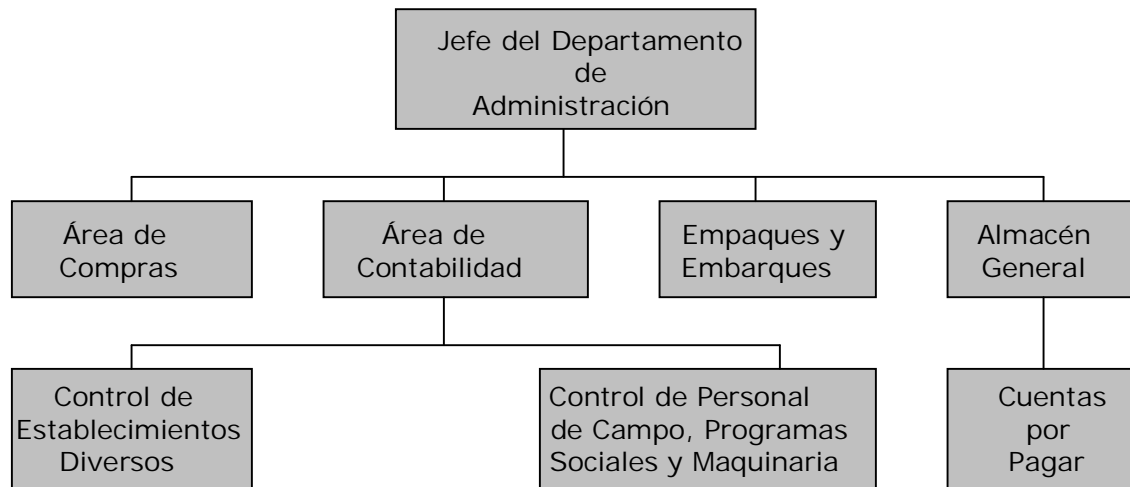 Jefe del Departamento
de
Administración
Área de
Compras
Área de
Contabilidad
Empaques y
Embarques
Almacén
General
Control de
Establecimientos
Diversos
Control de Personal
de Campo, Programas
Sociales y Maquinaria
Cuentas
por
Pagar